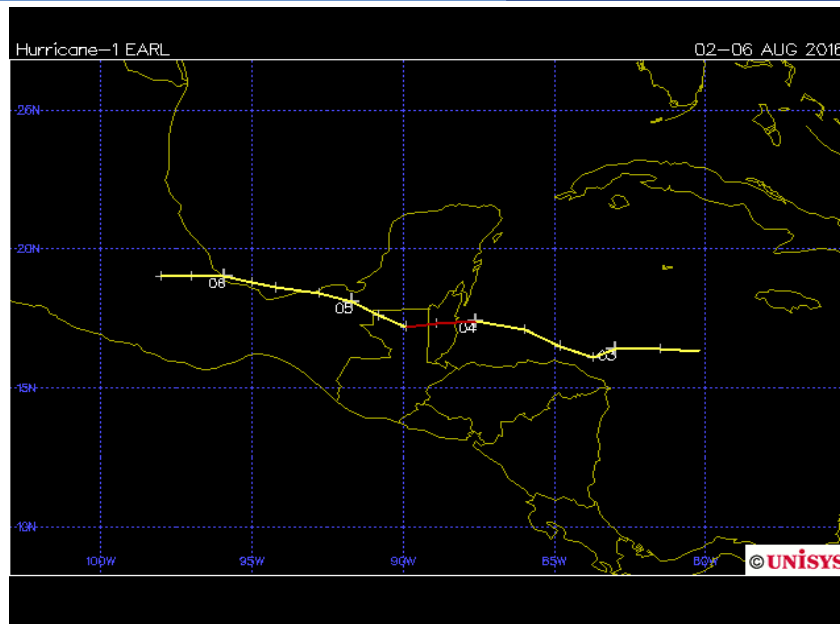 Hurricane-1 EARL
02-06 AUG 2016
25N
20N
06
05
04
03
15N
10N
100W
95W
90W
85W
80W
©UNiSYS